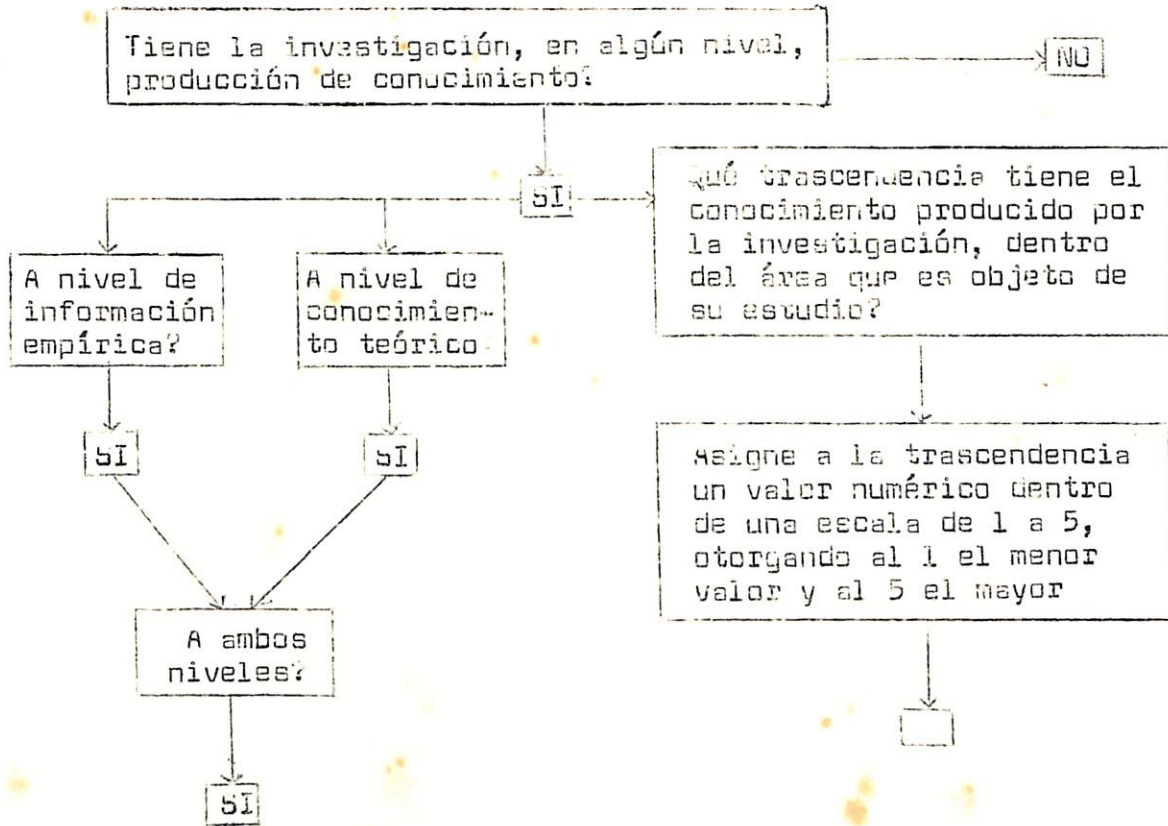 Tiene la investigación, en algún nivel,
producción de conocimiento?
NO
SI
Qué trascendencia tiene el
conocimiento producido por
la investigación, dentro
del área que es objeto de
su estudio?
A nivel de
información
empírica?
A nivel de
conocimien-
to teórico
SI
SI
Asigne a la trascendencia
un valor numérico dentro
de una escala de 1 a 5,
otorgando al 1 el menor
valor y al 5 el mayor
A ambos
niveles?
SI